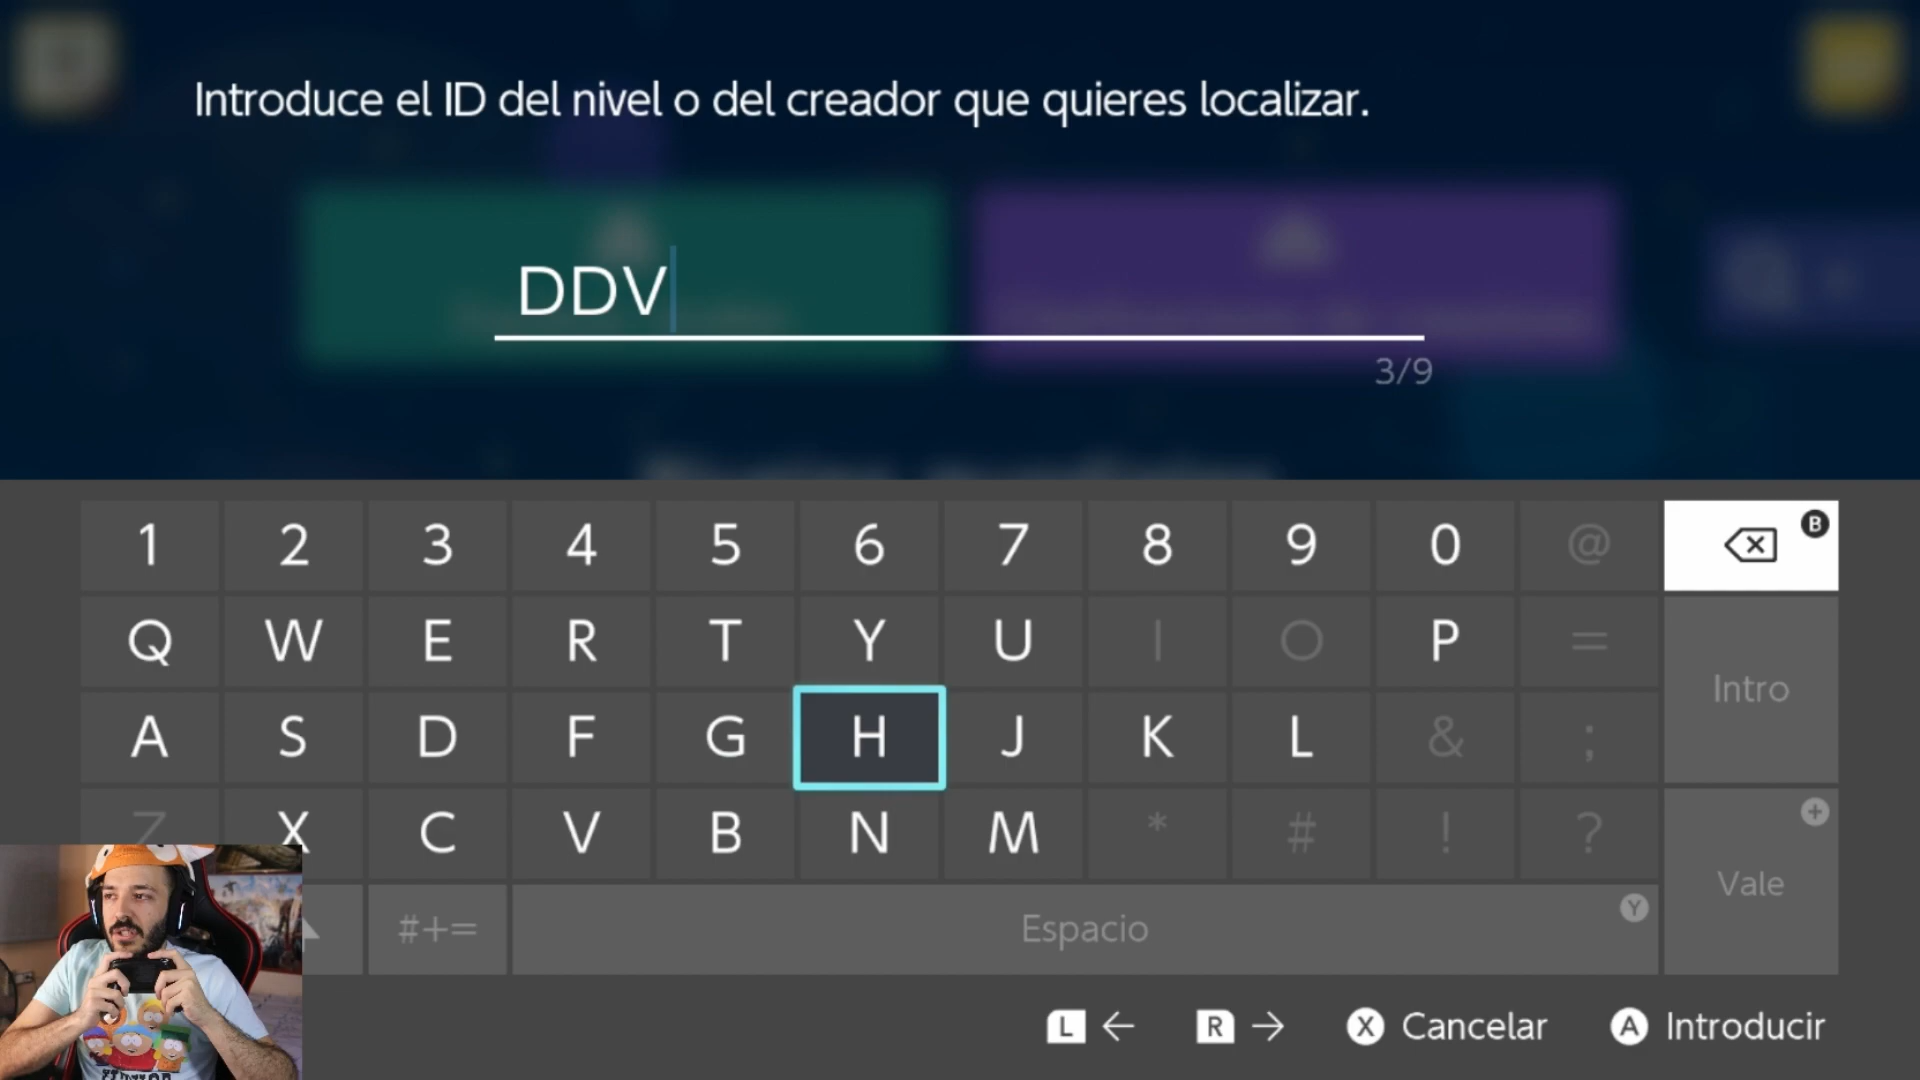 Introduce el ID del nivel o del creador que quieres localizar.
DDV
3/9
1 2 3 4 5 6 7 8 9 0 @ B
Q W E R T Y U I O P = Intro
A S D F G H J K L & ;
Z X C V B N M * # ! ? + Vale
#+= Espacio Y
L ← R → X Cancelar A Introducir